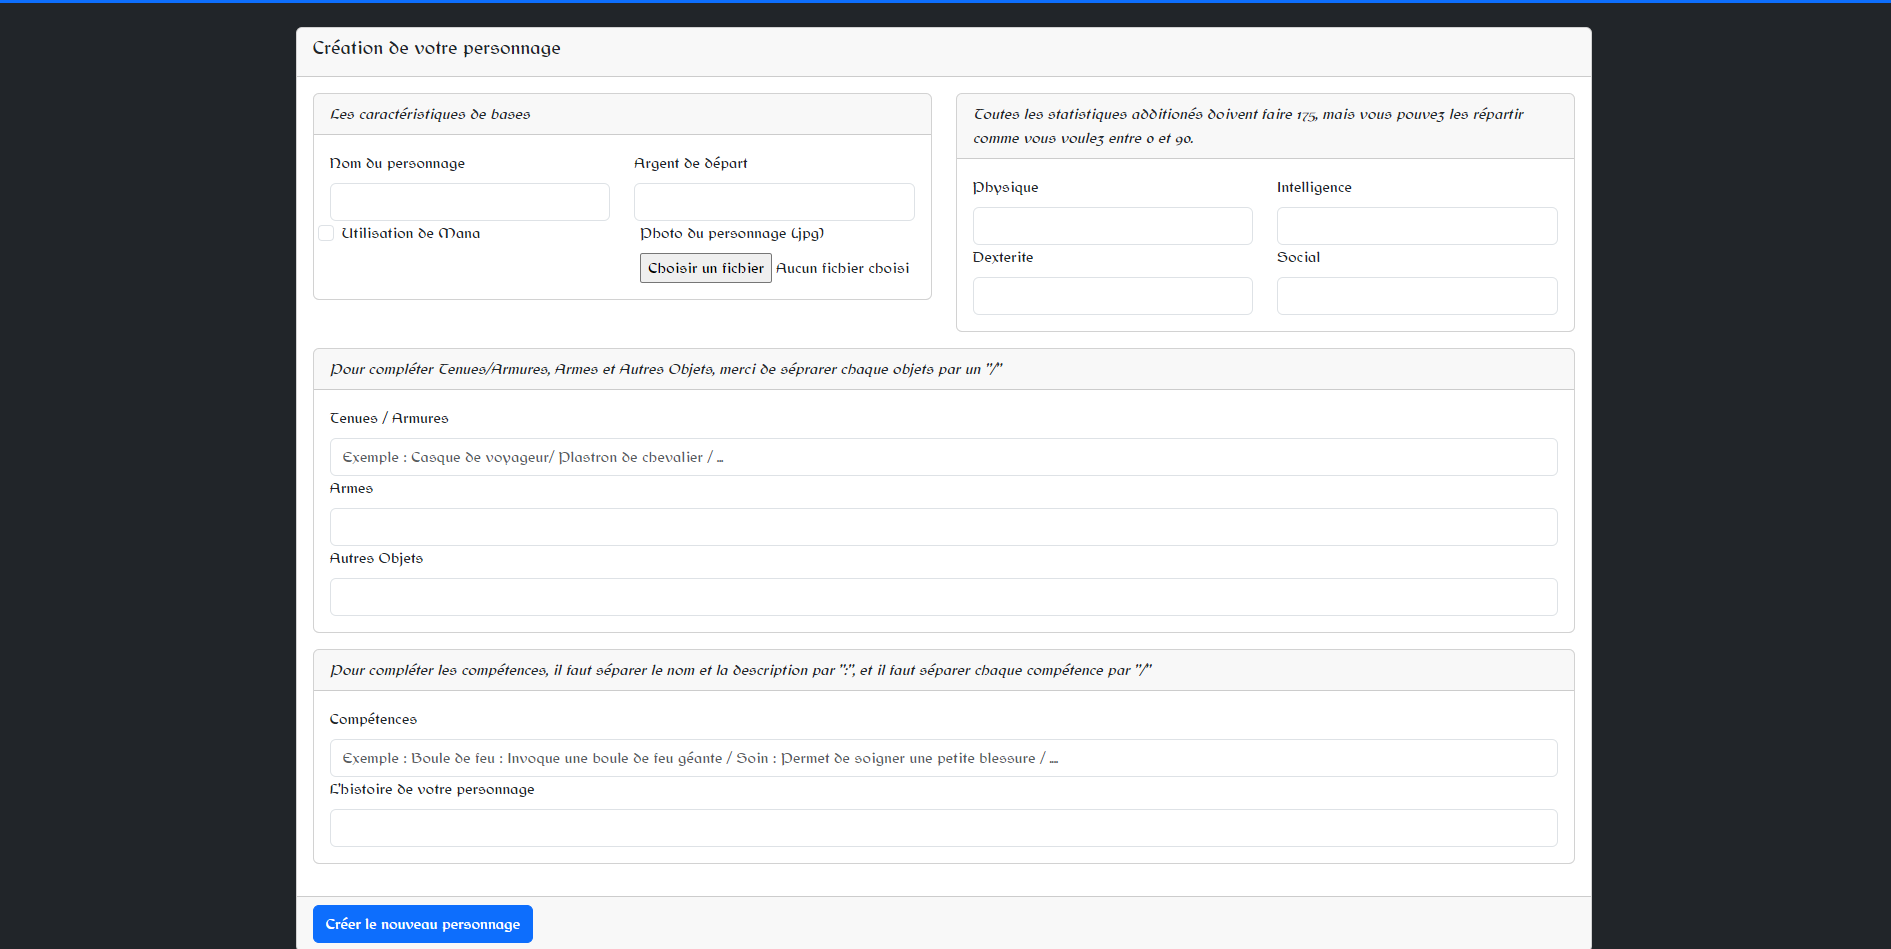 Création de votre personnage
Les caractéristiques de bases
Nom du personnage
Argent de départ
Utilisation de Mana
Photo du personnage (jpg)
Choisir un fichier Aucun fichier choisi
Toutes les statistiques additionés doivent faire 175, mais vous pouvez les répartir
comme vous voulez entre 0 et 90.
Physique
Intelligence
Dexterite
Social
Pour compléter Tenues/Armures, Armes et Autres Objets, merci de séprarer chaque objets par un "/"
Tenues / Armures
Exemple : Casque de voyageur/ Plastron de chevalier / ...
Armes
Autres Objets
Pour compléter les compétences, il faut séparer le nom et la description par ":", et il faut séparer chaque compétence par "/"
Compétences
Exemple : Boule de feu : Invoque une boule de feu géante / Soin : Permet de soigner une petite blessure / ....
L'histoire de votre personnage
Créer le nouveau personnage